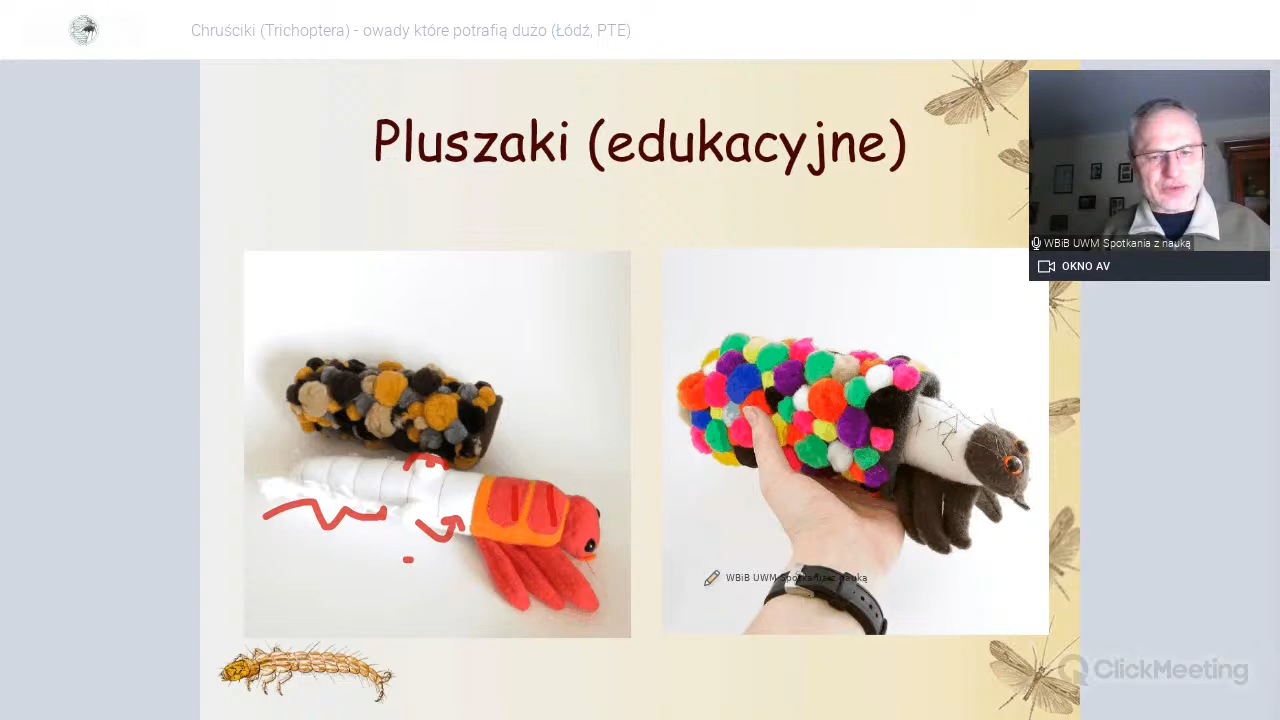 Chruściki (Trichoptera) - owady które potrafią dużo (Łódź, PTE)
Pluszaki (edukacyjne)
WBiB UWM Spotkania z nauką
OKNO AV
WBiB UWM Spotkania z nauką
ClickMeeting